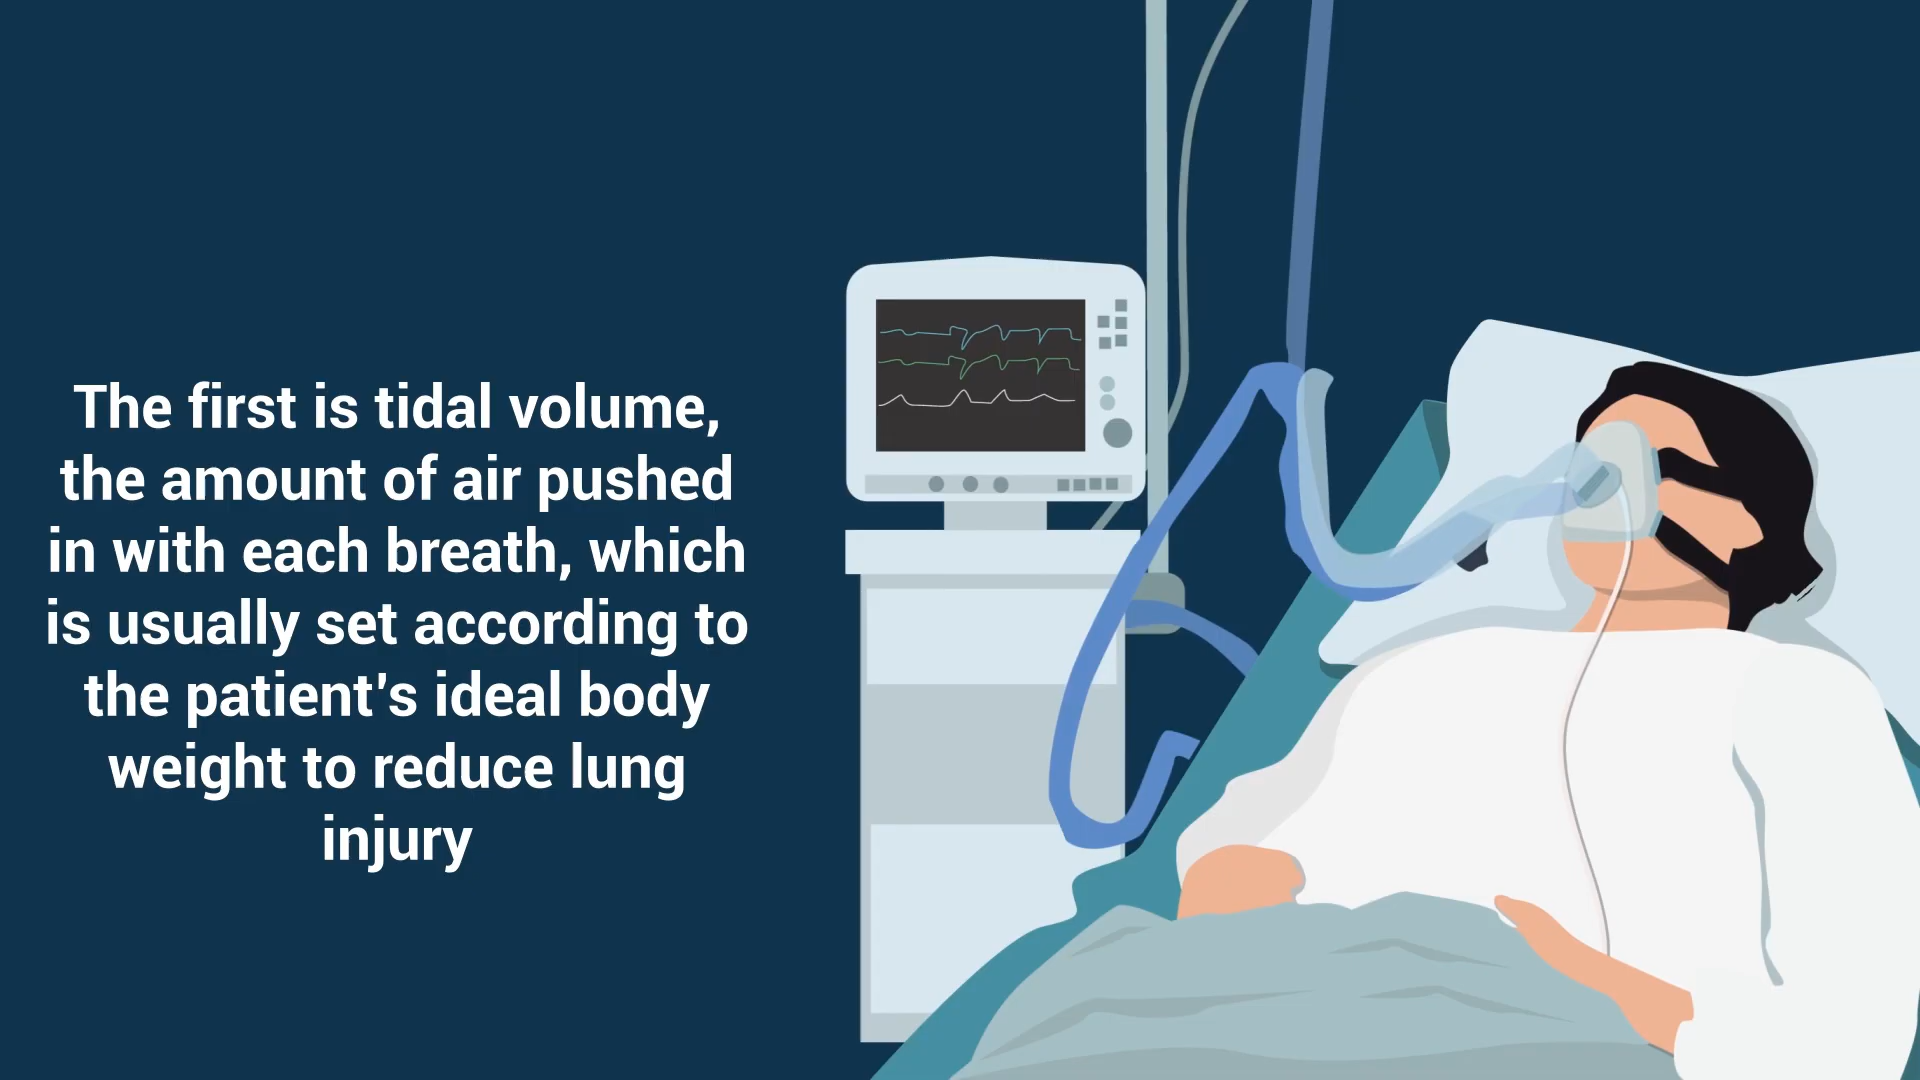 The first is tidal volume,
the amount of air pushed
in with each breath, which
is usually set according to
the patient's ideal body
weight to reduce lung
injury